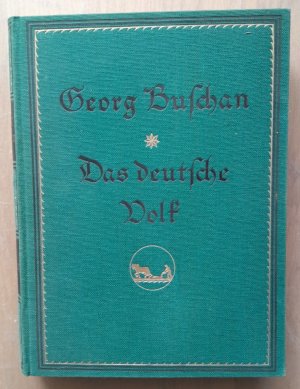 Georg Buſchan
Das deutſche
Volk